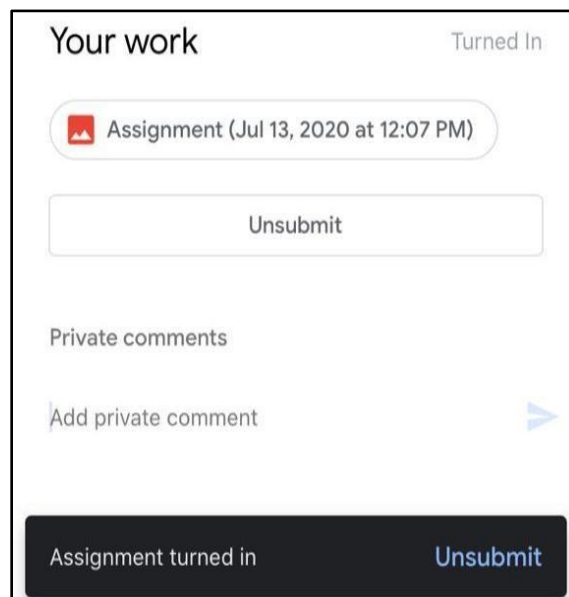 Your work Turned In
Assignment (Jul 13, 2020 at 12:07 PM)
Unsubmit
Private comments
Add private comment
Assignment turned in Unsubmit